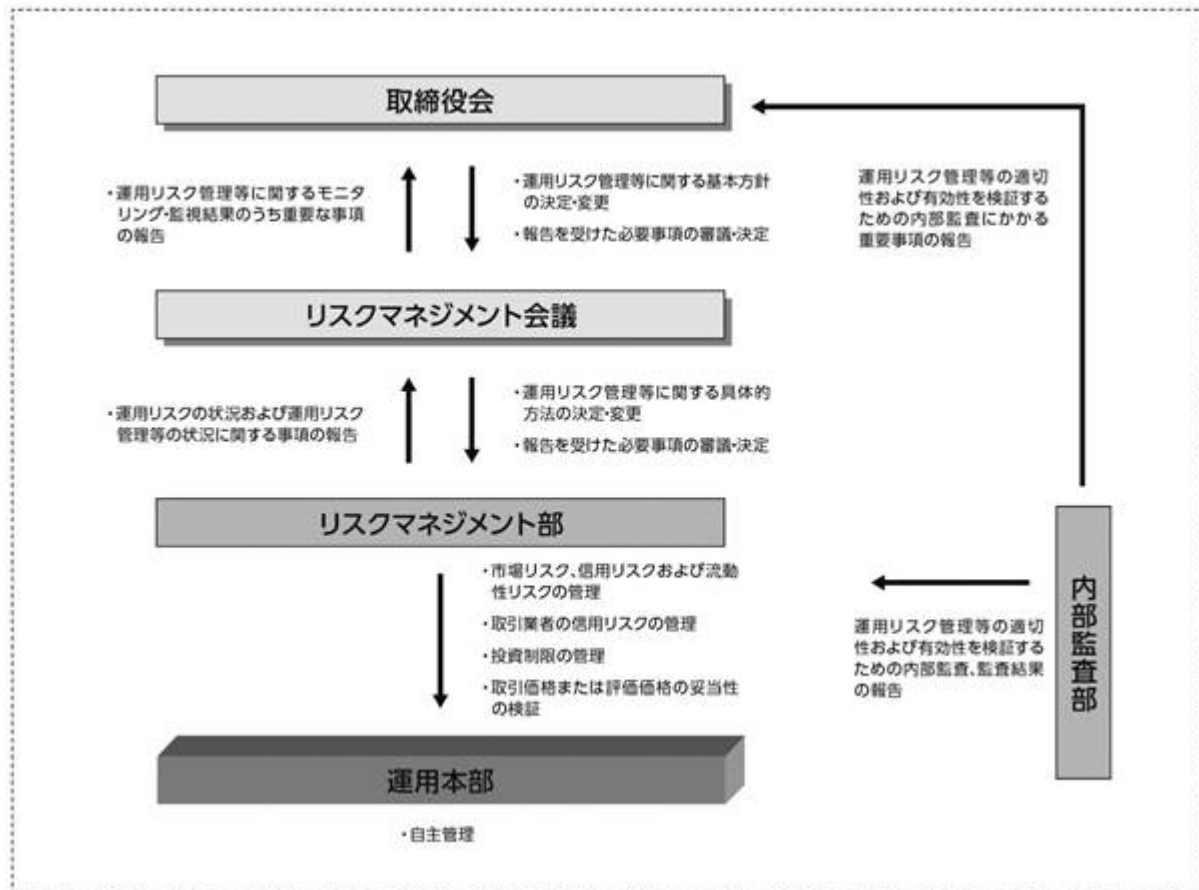 取締役会
・運用リスク管理等に関するモニタ
リング・監視結果のうち重要な事項
の報告
・運用リスク管理等に関する基本方針
の決定・変更
・報告を受けた必要事項の審議・決定
運用リスク管理等の適切
性および有効性を検証する
ための内部監査にかかる
重要事項の報告
リスクマネジメント会議
・運用リスクの状況および運用リスク
管理等の状況に関する事項の報告
・運用リスク管理等に関する具体的
方法の決定・変更
・報告を受けた必要事項の審議・決定
リスクマネジメント部
・市場リスク、信用リスクおよび流動
性リスクの管理
・取引業者の信用リスクの管理
・投資制限の管理
・取引価格または評価価格の妥当性
の検証
運用リスク管理等の適切
性および有効性を検証する
ための内部監査、監査結果
の報告
内部監査部
運用本部
・自主管理